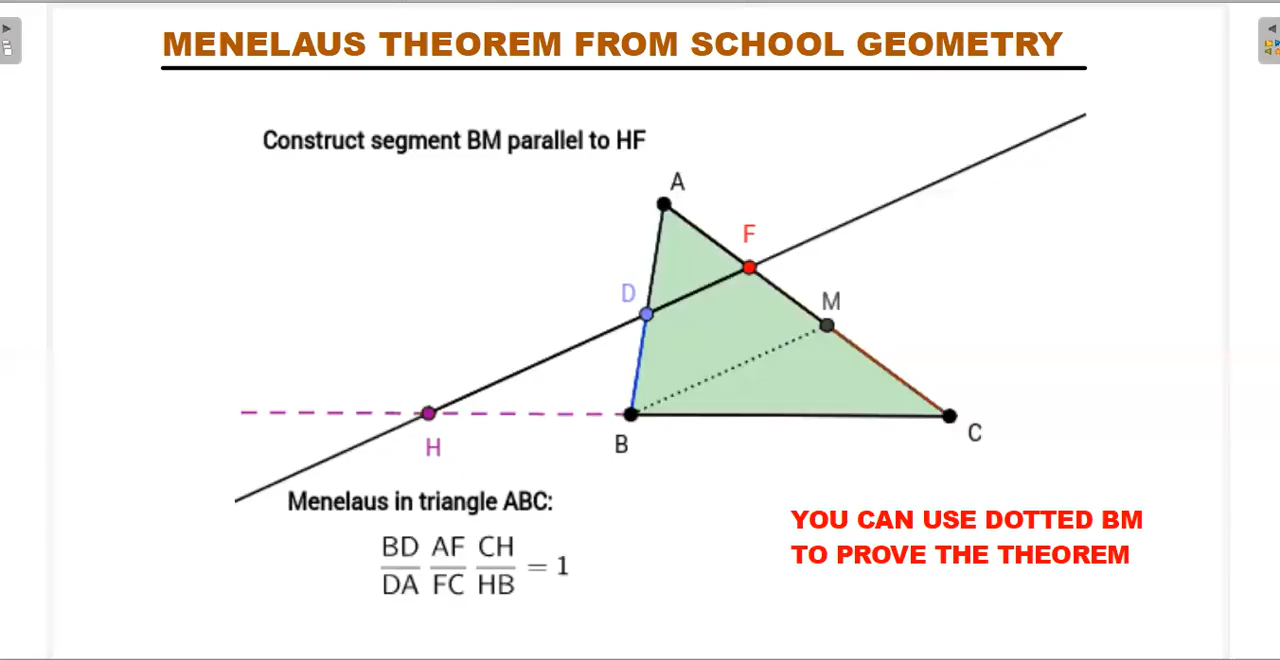 MENELAUS THEOREM FROM SCHOOL GEOMETRY
Construct segment BM parallel to HF
A
F
D
M
H
B
C
Menelaus in triangle ABC:
BD AF CH
DA FC HB
= 1
YOU CAN USE DOTTED BM
TO PROVE THE THEOREM